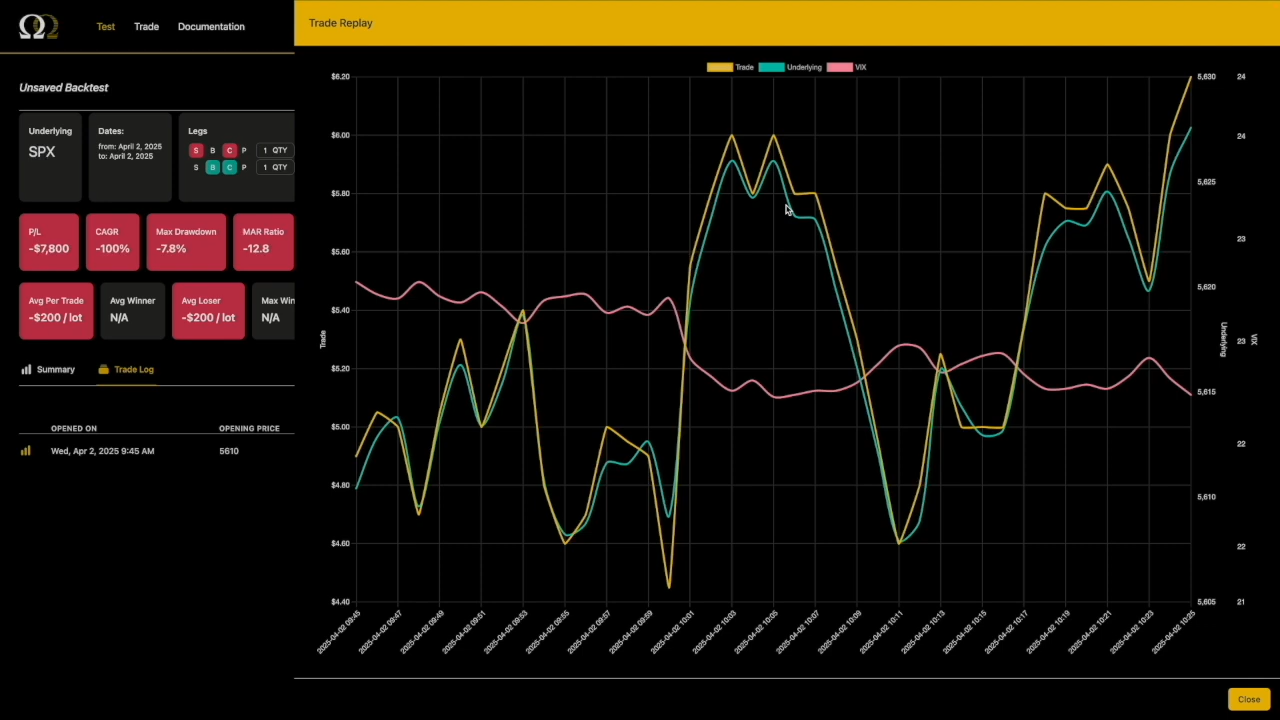 Test Trade Documentation
Trade Replay
Unsaved Backtest
Underlying
SPX
Dates:
from: April 2, 2025
to: April 2, 2025
Legs
S B C P 1 QTY
S B C P 1 QTY
P/L
-$7,800
CAGR
-100%
Max Drawdown
-7.8%
MAR Ratio
-12.8
Avg Per Trade
-$200 / lot
Avg Winner
N/A
Avg Loser
-$200 / lot
Max Win
N/A
Summary Trade Log
OPENED ON OPENING PRICE
Wed, Apr 2, 2025 9:45 AM 5610
Trade Underlying VIX
$6.20
$6.00
$5.80
$5.60
$5.40
$5.20
$5.00
$4.80
$4.60
$4.40
Trade
5,630
5,625
5,620
5,615
5,610
5,605
Underlying
24
24
23
23
22
22
21
VIX
2025-04-02 09:45
2025-04-02 09:47
2025-04-02 09:49
2025-04-02 09:51
2025-04-02 09:53
2025-04-02 09:55
2025-04-02 09:57
2025-04-02 09:59
2025-04-02 10:01
2025-04-02 10:03
2025-04-02 10:05
2025-04-02 10:07
2025-04-02 10:09
2025-04-02 10:11
2025-04-02 10:13
2025-04-02 10:15
2025-04-02 10:17
2025-04-02 10:19
2025-04-02 10:21
2025-04-02 10:23
2025-04-02 10:25
Close